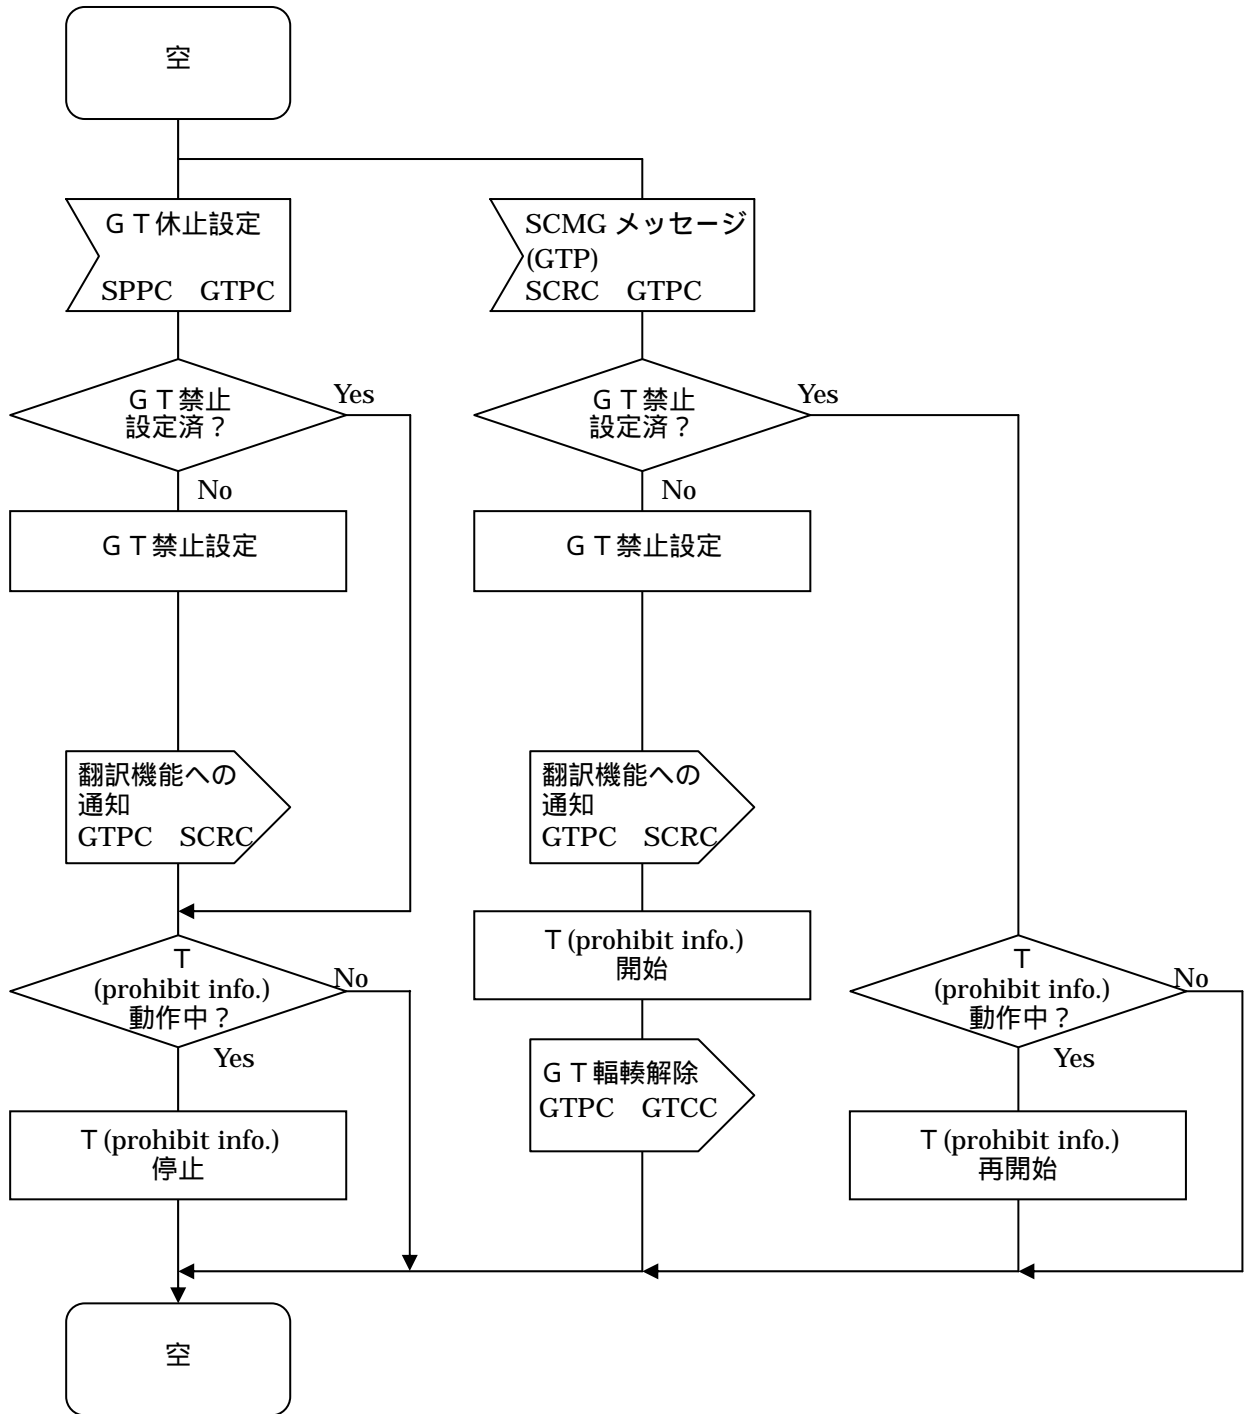 空
ＧＴ休止設定
SPPC　GTPC
SCMG メッセージ
(GTP)
SCRC　GTPC
ＧＴ禁止
設定済？
Yes
No
ＧＴ禁止
設定済？
Yes
No
ＧＴ禁止設定
ＧＴ禁止設定
翻訳機能への
通知
GTPC　SCRC
翻訳機能への
通知
GTPC　SCRC
Ｔ(prohibit info.)
開始
Ｔ
(prohibit info.)
動作中？
No
Yes
Ｔ
(prohibit info.)
動作中？
No
Yes
ＧＴ輻輳解除
GTPC　GTCC
Ｔ(prohibit info.)
停止
Ｔ(prohibit info.)
再開始
空